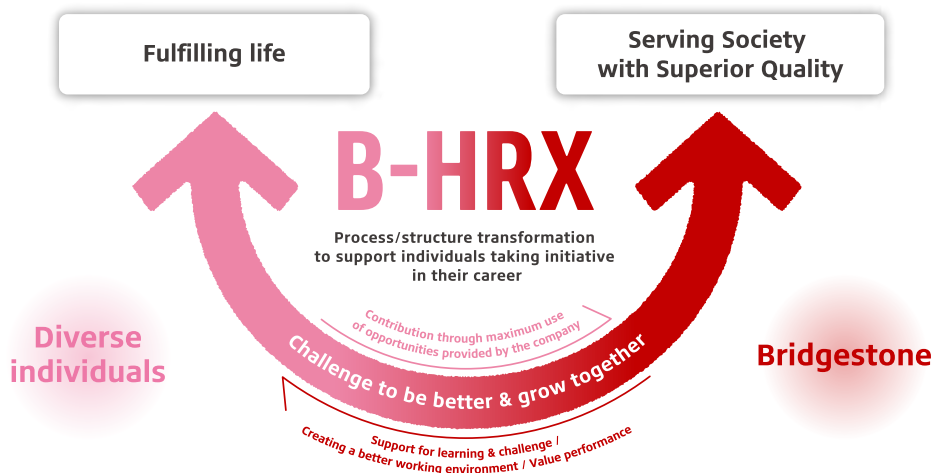 Fulfilling life
Serving Society
with Superior Quality
B-HRX
Process/structure transformation
to support individuals taking initiative
in their career
Diverse
individuals
Bridgestone
Contribution through maximum use
of opportunities provided by the company
Challenge to be better & grow together
Support for learning & challenge /
Creating a better working environment / Value performance